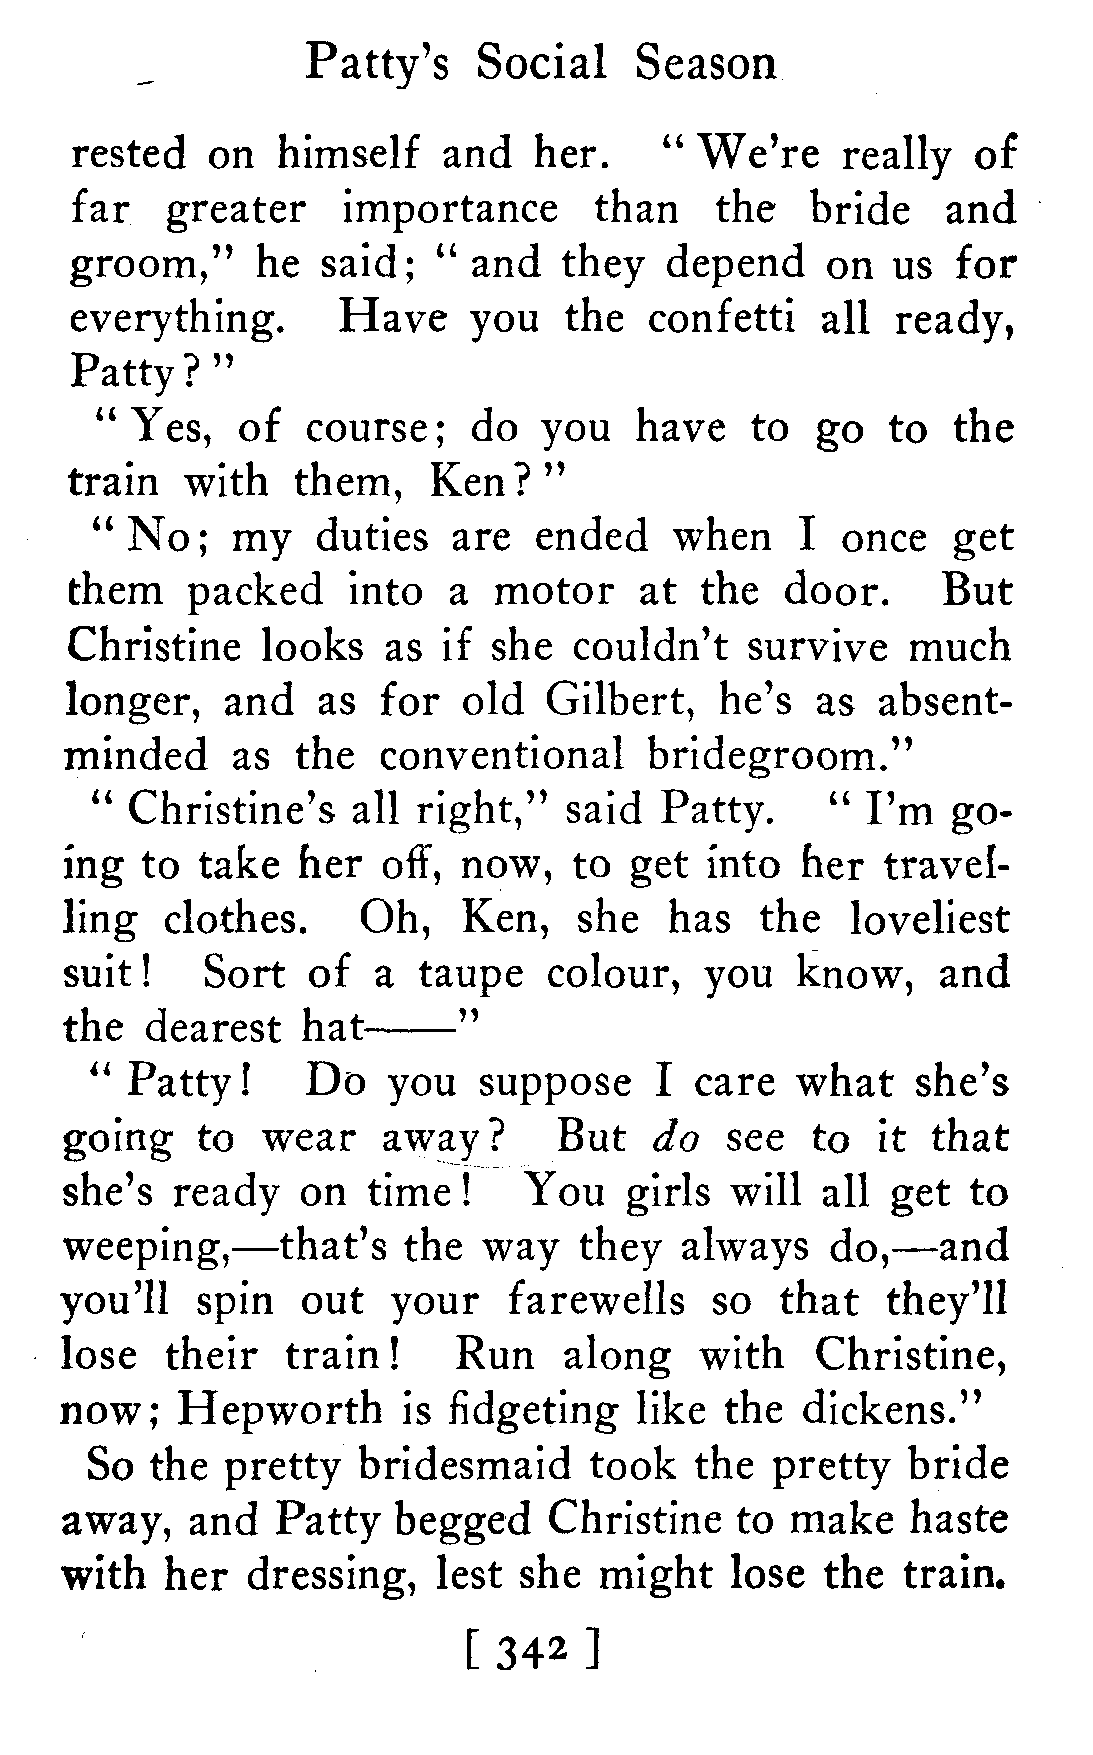 Patty's Social Season
rested on himself and her. "We're really of
far greater importance than the bride and
groom," he said; "and they depend on us for
everything. Have you the confetti all ready,
Patty?"
"Yes, of course; do you have to go to the
train with them, Ken?"
"No; my duties are ended when I once get
them packed into a motor at the door. But
Christine looks as if she couldn't survive much
longer, and as for old Gilbert, he's as absent-
minded as the conventional bridegroom."
"Christine's all right," said Patty. "I'm go-
ing to take her off, now, to get into her travel-
ling clothes. Oh, Ken, she has the loveliest
suit! Sort of a taupe colour, you know, and
the dearest hat——"
"Patty! Do you suppose I care what she's
going to wear away? But do see to it that
she's ready on time! You girls will all get to
weeping,—that's the way they always do,—and
you'll spin out your farewells so that they'll
lose their train! Run along with Christine,
now; Hepworth is fidgeting like the dickens."
So the pretty bridesmaid took the pretty bride
away, and Patty begged Christine to make haste
with her dressing, lest she might lose the train.
[ 342 ]